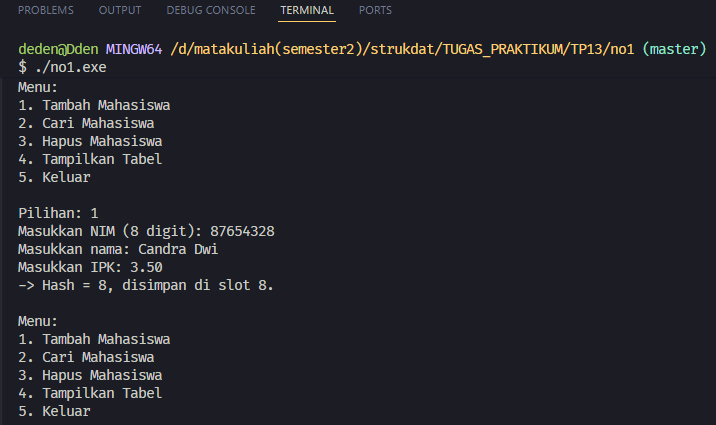 PROBLEMS OUTPUT DEBUG CONSOLE TERMINAL PORTS
deden@Dden MINGW64 /d/matakuliah(semester2)/strukdat/TUGAS_PRAKTIKUM/TP13/no1 (master)
$ ./no1.exe
Menu:
1. Tambah Mahasiswa
2. Cari Mahasiswa
3. Hapus Mahasiswa
4. Tampilkan Tabel
5. Keluar
Pilihan: 1
Masukkan NIM (8 digit): 87654328
Masukkan nama: Candra Dwi
Masukkan IPK: 3.50
-> Hash = 8, disimpan di slot 8.
Menu:
1. Tambah Mahasiswa
2. Cari Mahasiswa
3. Hapus Mahasiswa
4. Tampilkan Tabel
5. Keluar